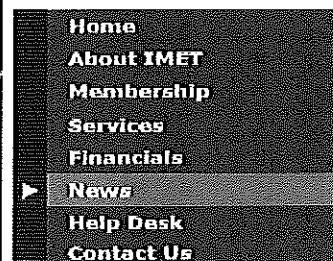 Home
About IMET
Membership
Services
Financials
News
Help Desk
Contact Us